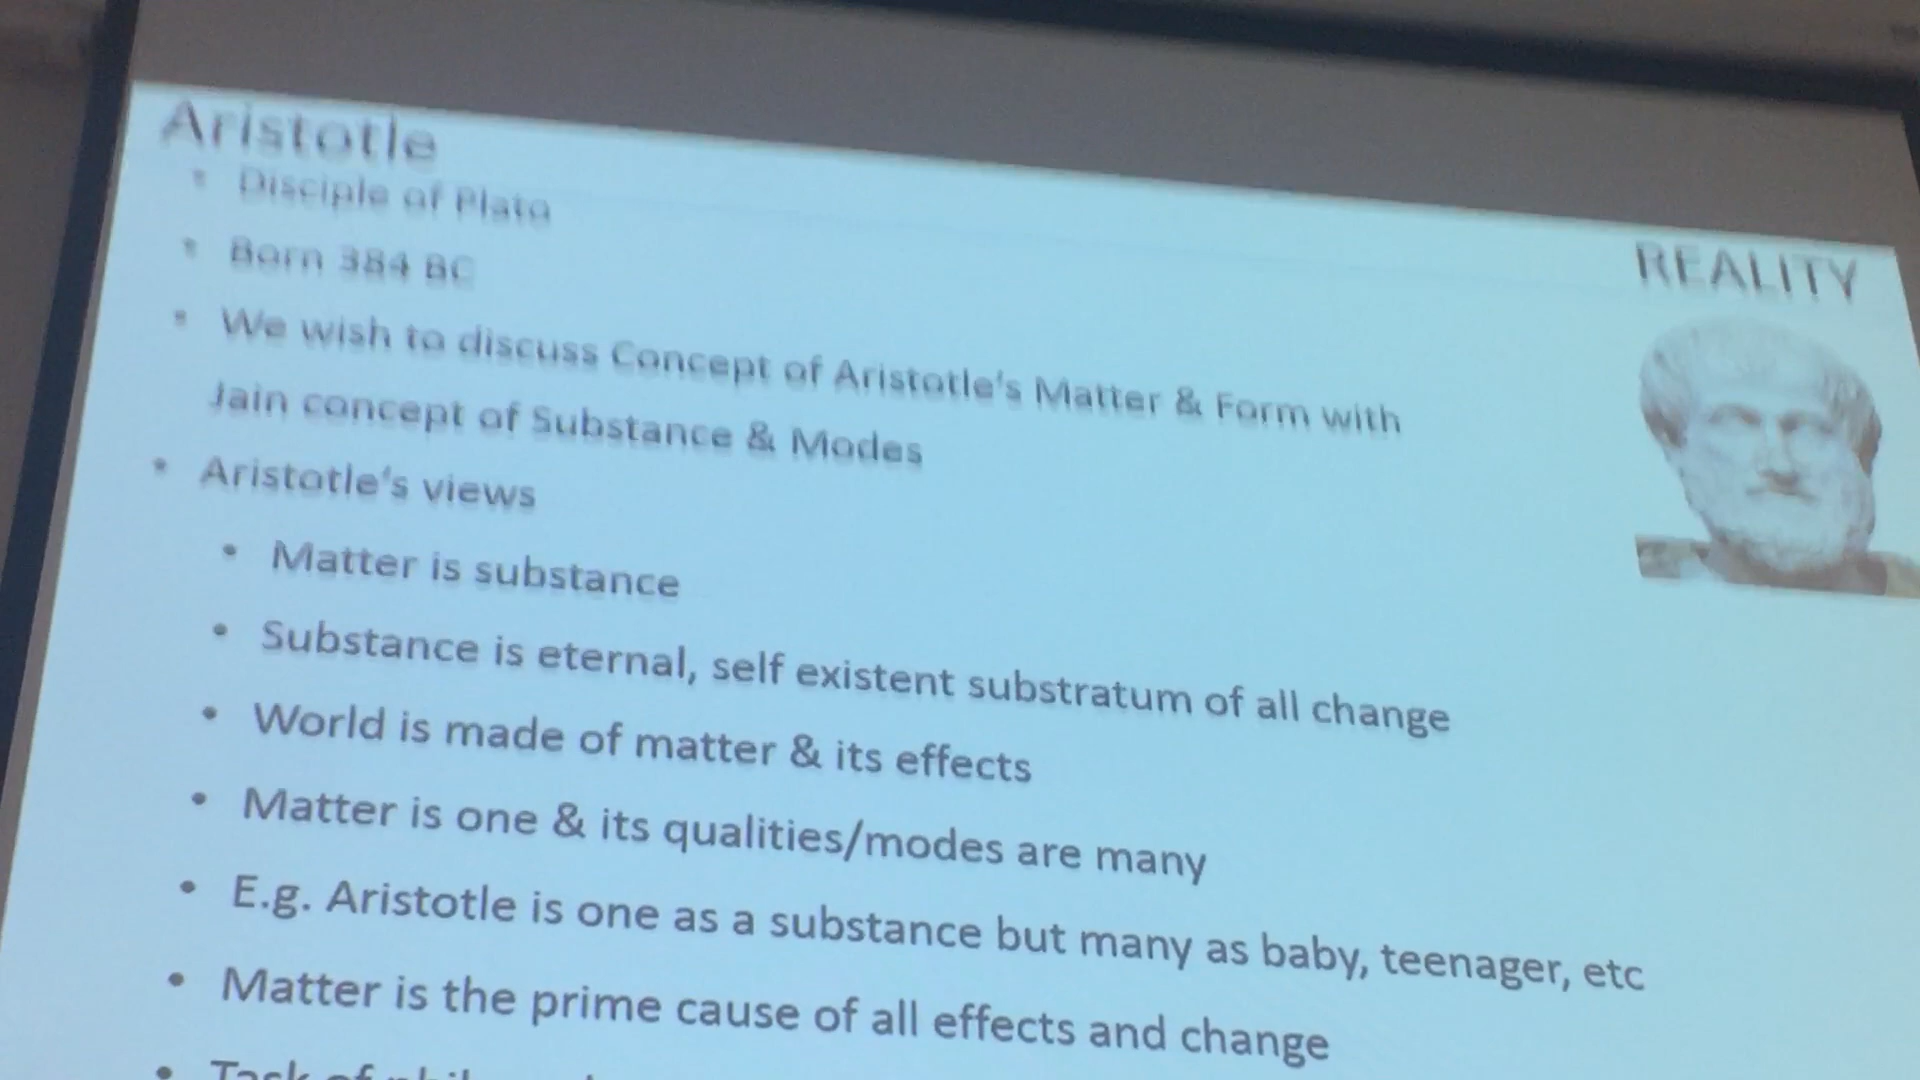 Aristotle
• Disciple of Plato
REALITY
• Born 384 BC
• We wish to discuss Concept of Aristotle's Matter & Form with
Jain concept of Substance & Modes
• Aristotle's views
• Matter is substance
• Substance is eternal, self existent substratum of all change
• World is made of matter & its effects
• Matter is one & its qualities/modes are many
• E.g. Aristotle is one as a substance but many as baby, teenager, etc
• Matter is the prime cause of all effects and change
• Task of